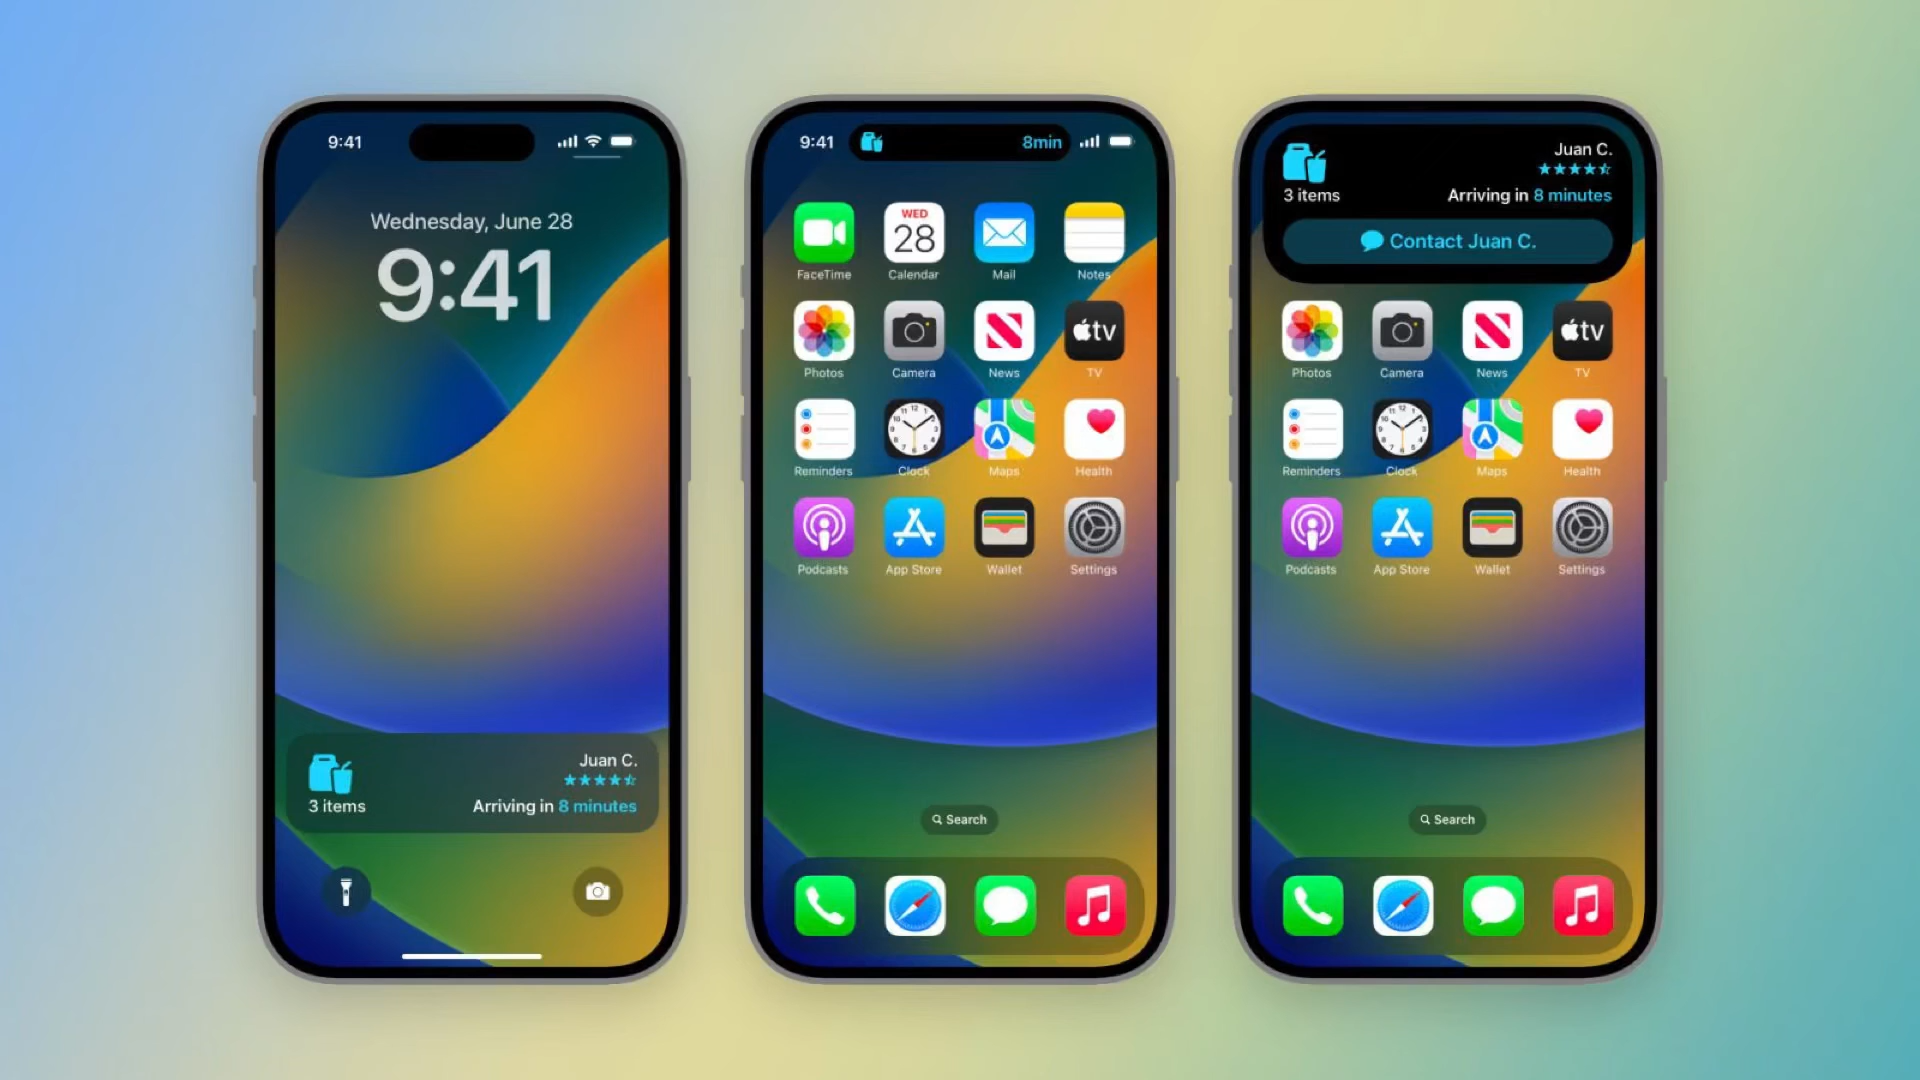 9:41
Wednesday, June 28
9:41
Juan C.
3 items
Arriving in 8 minutes
9:41
8min
WED
28
FaceTime
Calendar
Mail
Notes
tv
Photos
Camera
News
TV
Reminders
Clock
Maps
Health
Podcasts
App Store
Wallet
Settings
Search
Juan C.
3 items
Arriving in 8 minutes
Contact Juan C.
tv
Photos
Camera
News
TV
Reminders
Clock
Maps
Health
Podcasts
App Store
Wallet
Settings
Search